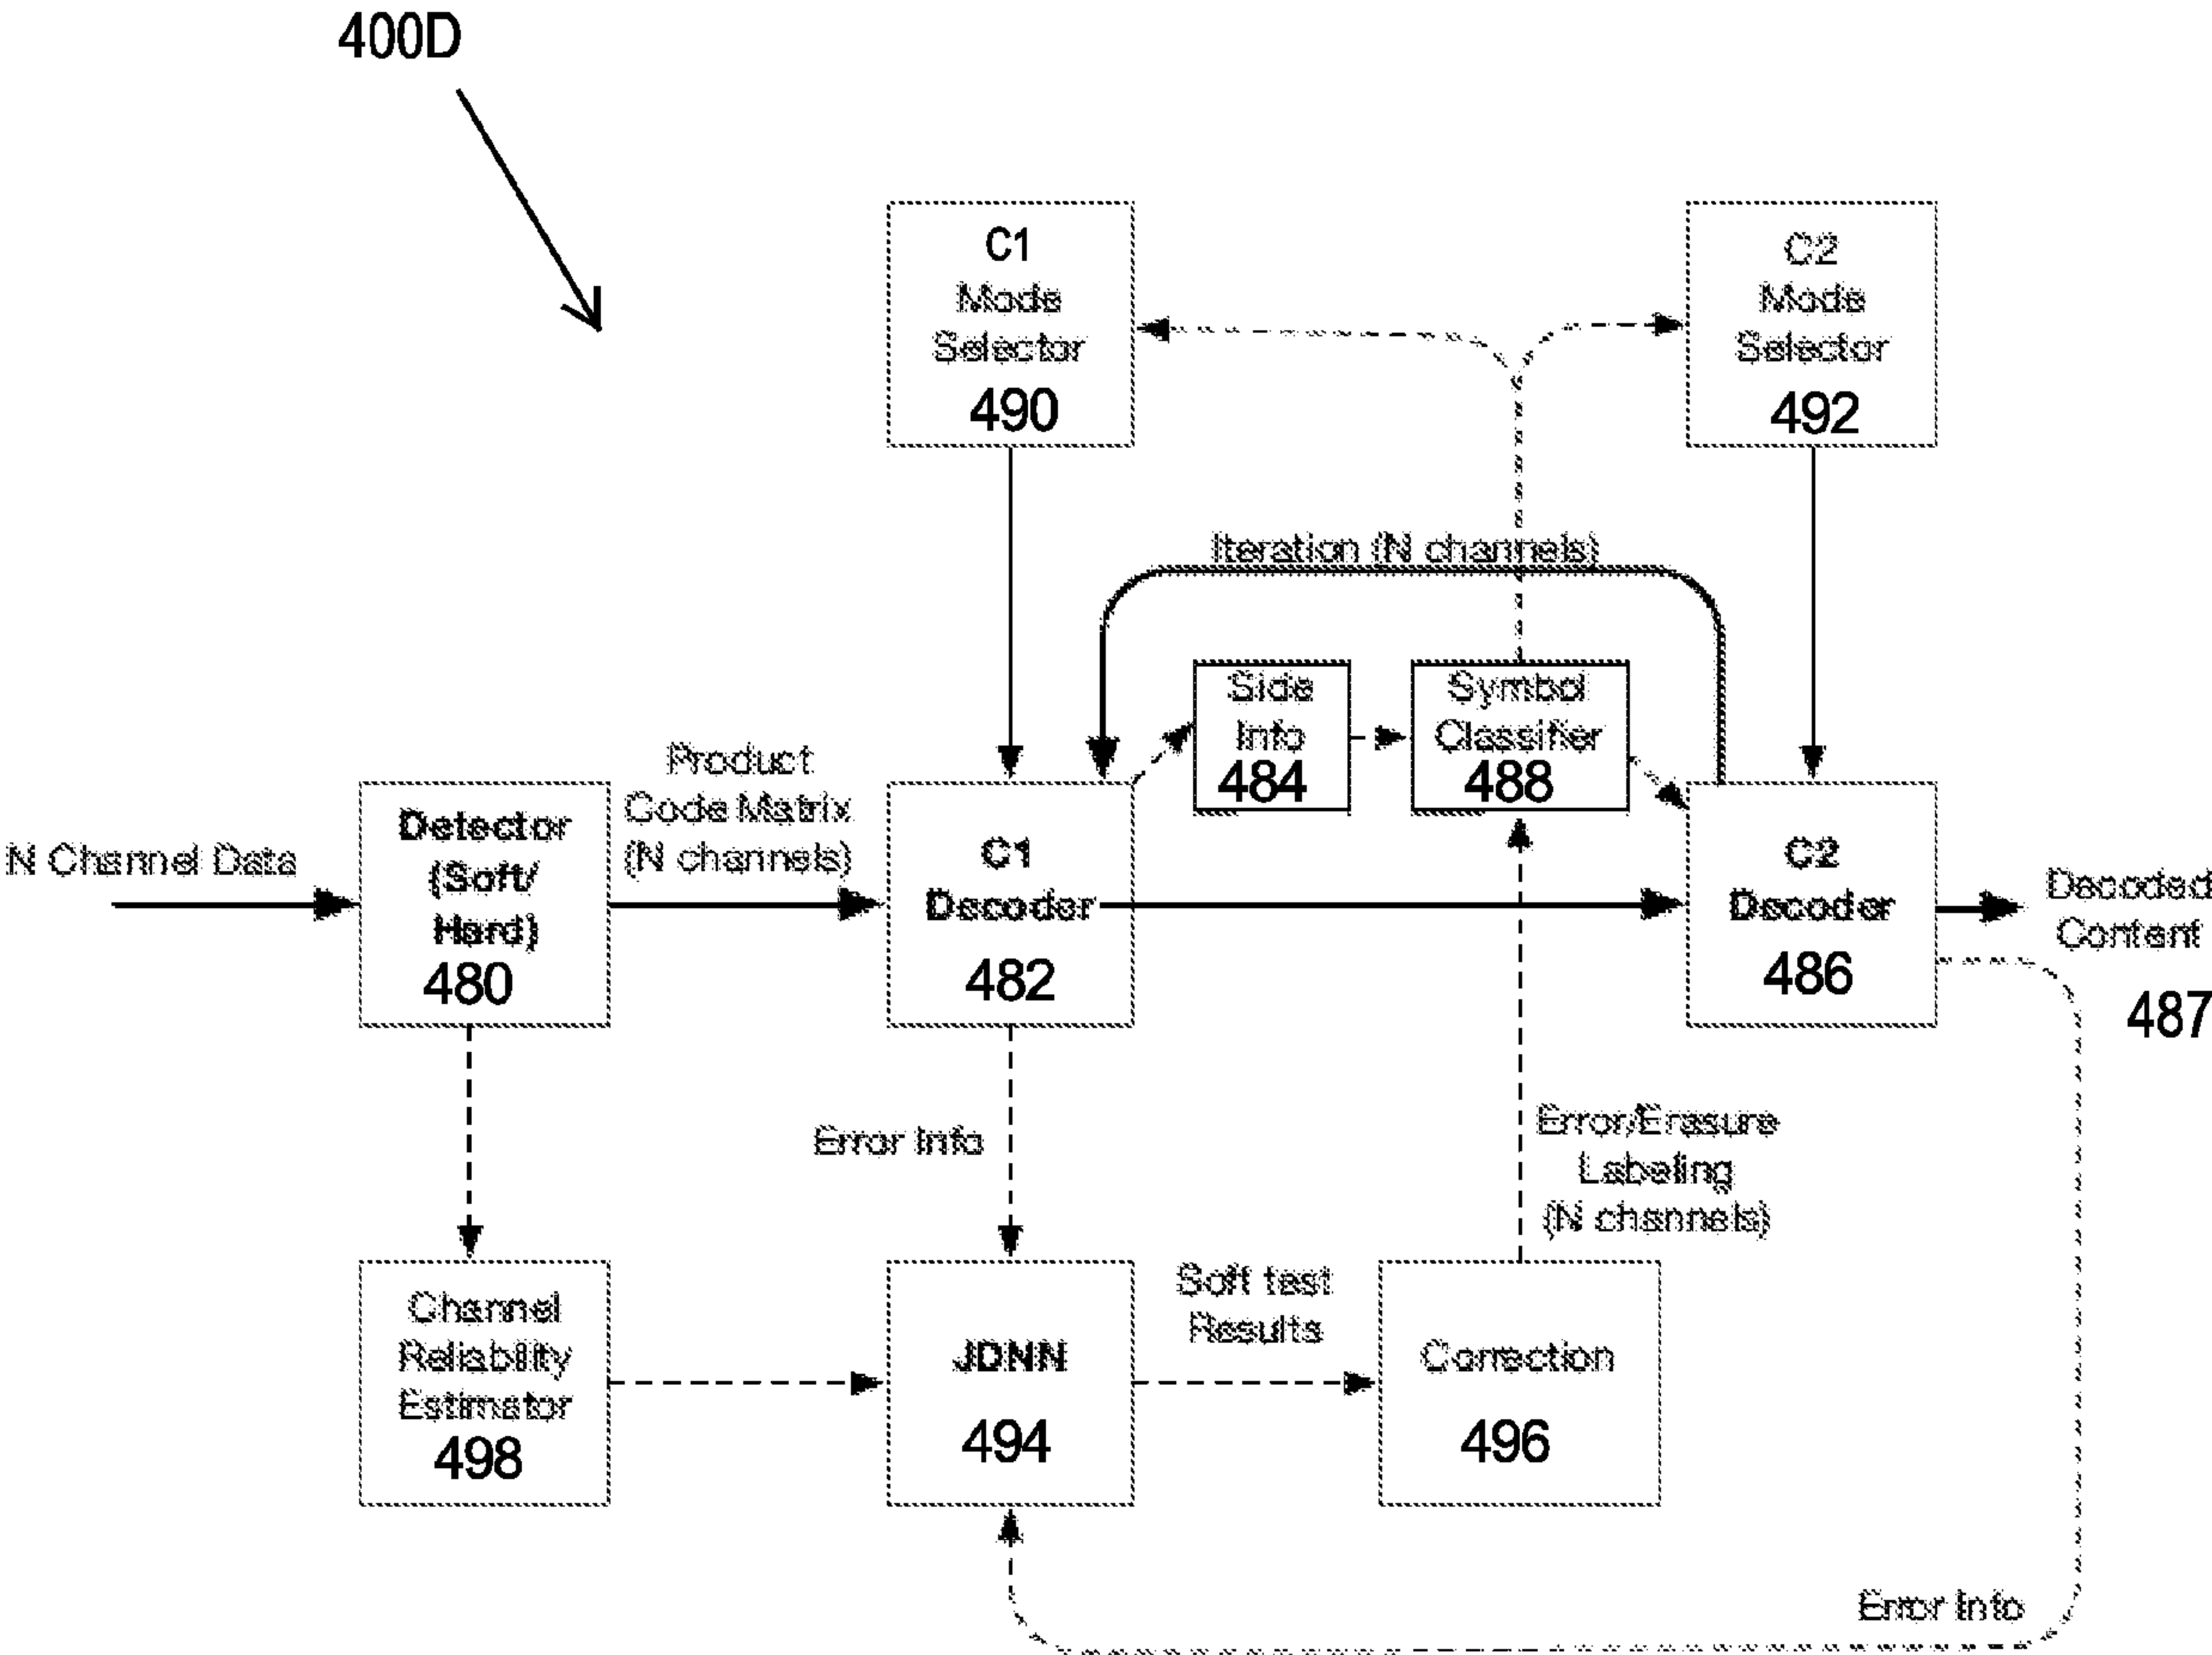 400D
C1
Mode
Selector
490
C2
Mode
Selector
492
Iteration (N channels)
Side
Info
484
Symbol
Classifier
488
Product
Code Matrix
(N channels)
N Channel Data
Detector
(Soft/
Hard)
480
C1
Decoder
482
C2
Decoder
486
Decoded
Content
487
Error Info
Error/Erasure
Labeling
(N channels)
Channel
Reliability
Estimator
498
JDNN
494
Soft test
Results
Correction
496
Error Info